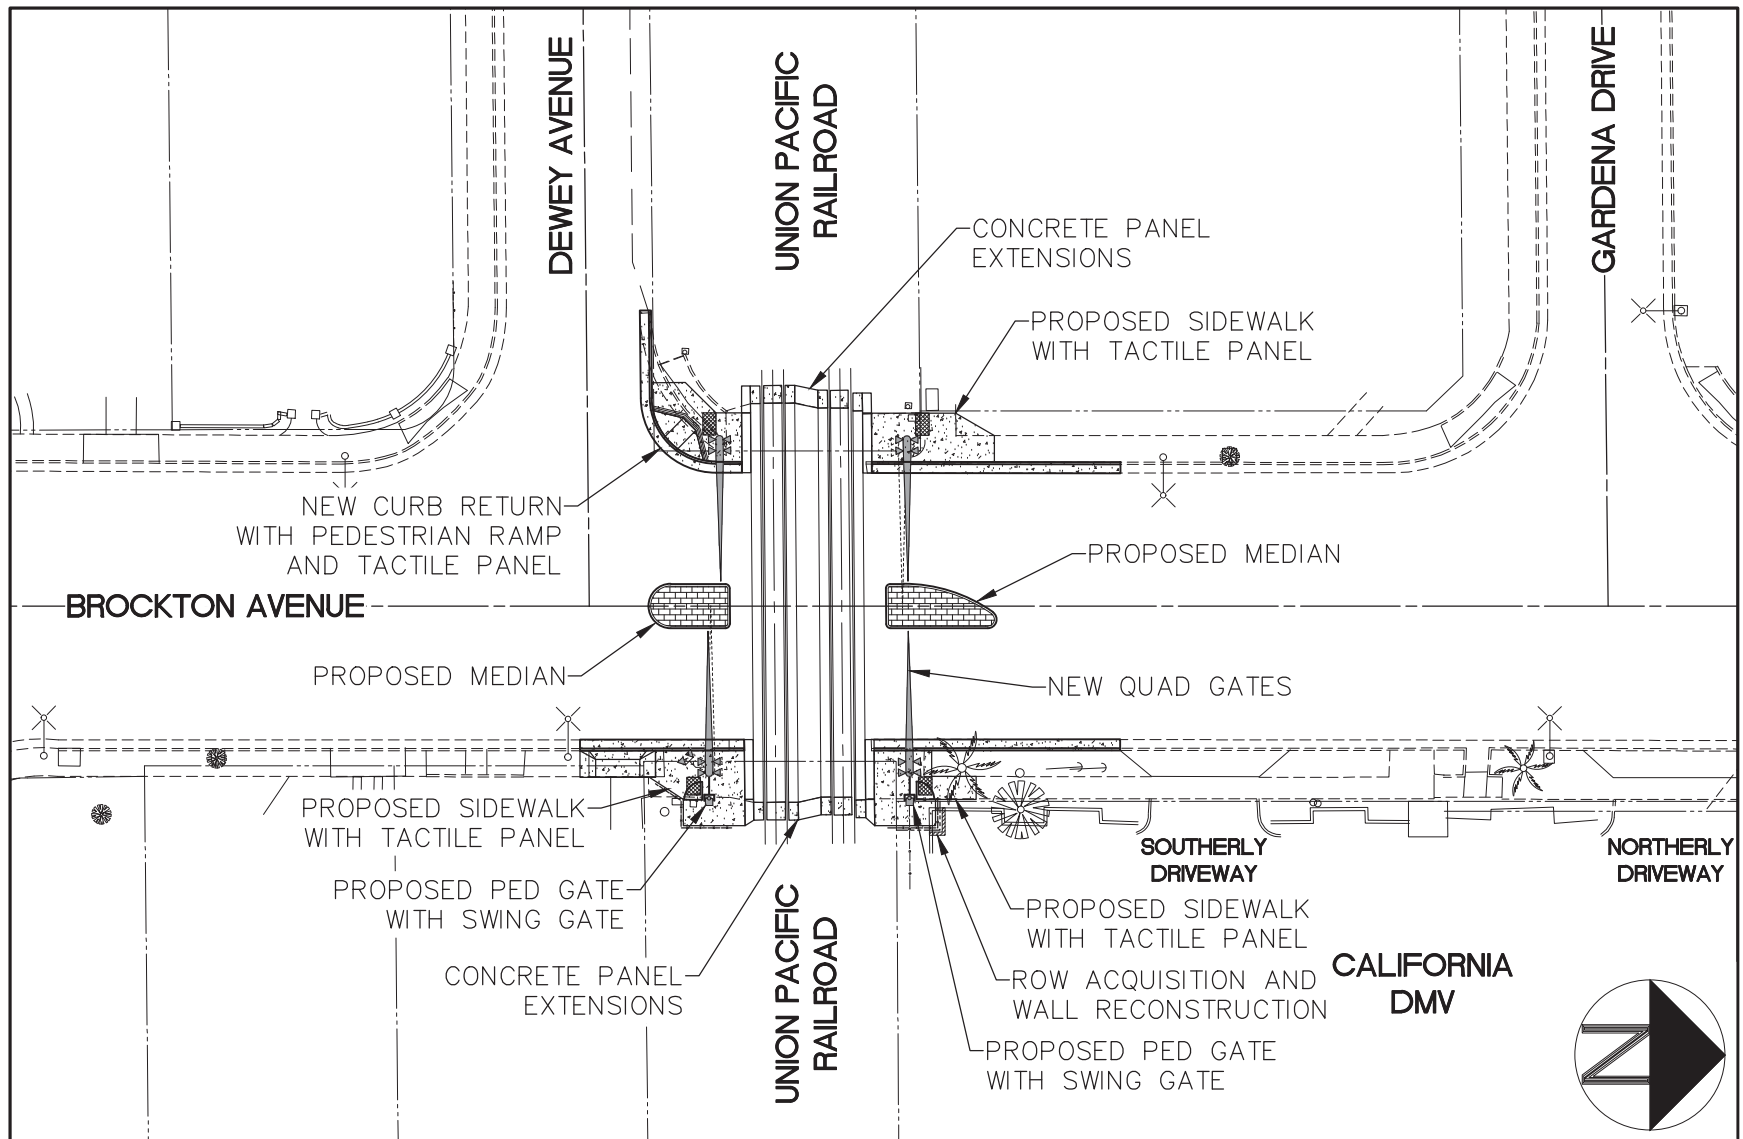 DEWEY AVENUE
UNION PACIFIC
RAILROAD
GARDENA DRIVE
CONCRETE PANEL
EXTENSIONS
PROPOSED SIDEWALK
WITH TACTILE PANEL
NEW CURB RETURN
WITH PEDESTRIAN RAMP
AND TACTILE PANEL
PROPOSED MEDIAN
BROCKTON AVENUE
PROPOSED MEDIAN
NEW QUAD GATES
PROPOSED SIDEWALK
WITH TACTILE PANEL
SOUTHERLY
DRIVEWAY
NORTHERLY
DRIVEWAY
PROPOSED PED GATE
WITH SWING GATE
PROPOSED SIDEWALK
WITH TACTILE PANEL
CONCRETE PANEL
EXTENSIONS
UNION PACIFIC
RAILROAD
ROW ACQUISITION AND
WALL RECONSTRUCTION
CALIFORNIA
DMV
PROPOSED PED GATE
WITH SWING GATE
N